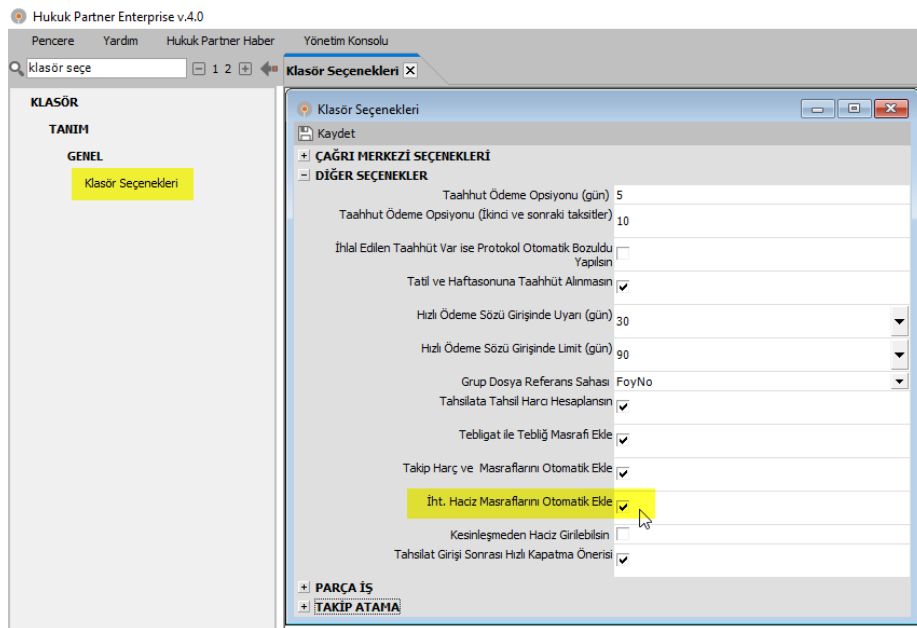 Hukuk Partner Enterprise v.4.0
Pencere Yardım Hukuk Partner Haber Yönetim Konsolu
klasör seçe 1 2 Klasör Seçenekleri
KLASÖR
TANIM
GENEL
Klasör Seçenekleri
Klasör Seçenekleri
Kaydet
ÇAĞRI MERKEZİ SEÇENEKLERİ
DİĞER SEÇENEKLER
Taahhut Ödeme Opsiyonu (gün) 5
Taahhut Ödeme Opsiyonu (İkinci ve sonraki taksitler) 10
İhlal Edilen Taahhüt Var ise Protokol Otomatik Bozuldu
Yapılsın
Tatil ve Haftasonuna Taahhüt Alınmasın
Hızlı Ödeme Sözü Girişinde Uyarı (gün) 30
Hızlı Ödeme Sözü Girişinde Limit (gün) 90
Grup Dosya Referans Sahası FoyNo
Tahsilata Tahsil Harcı Hesaplansın
Tebligat ile Tebliğ Masrafı Ekle
Takip Harç ve Masraflarını Otomatik Ekle
İht. Haciz Masraflarını Otomatik Ekle
Kesinleşmeden Haciz Girilebilsin
Tahsilat Girişi Sonrası Hızlı Kapatma Önerisi
PARÇA İŞ
TAKİP ATAMA